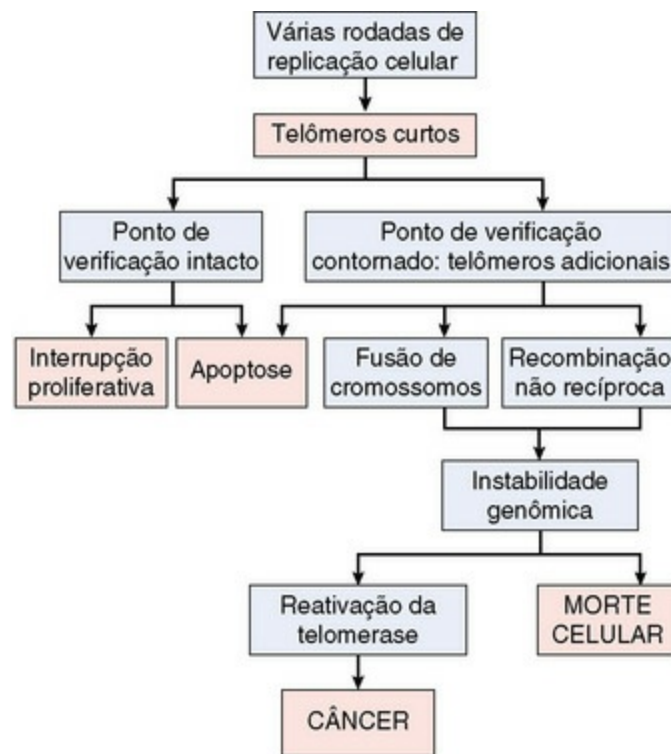 Várias rodadas de
replicação celular
Telômeros curtos
Ponto de
verificação intacto
Ponto de verificação
contornado: telômeros adicionais
Interrupção
proliferativa
Apoptose
Fusão de
cromossomos
Recombinação
não recíproca
Instabilidade
genômica
Reativação da
telomerase
MORTE
CELULAR
CÂNCER